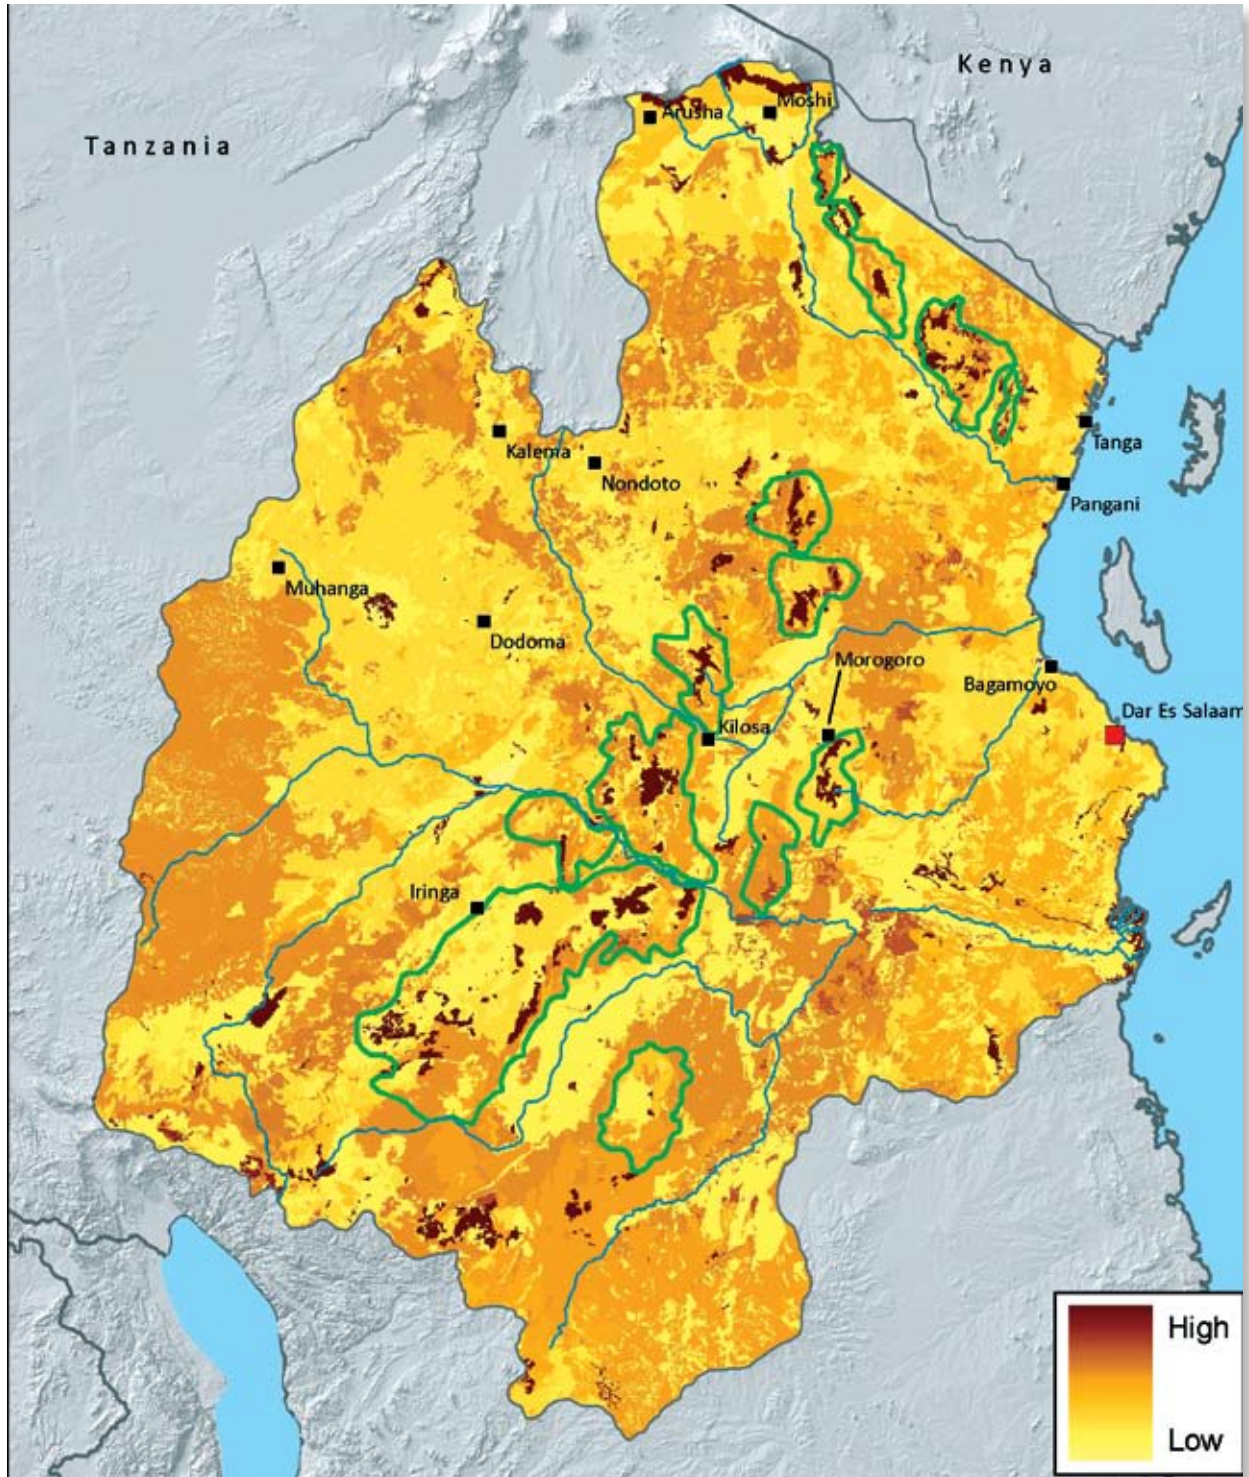 Kenya
Tanzania
Arusha
Moshi
Tanga
Kalema
Nondoto
Pangani
Muhanga
Dodoma
Morogoro
Bagamoyo
Dar Es Salaam
Kilosa
Iringa
High
Low